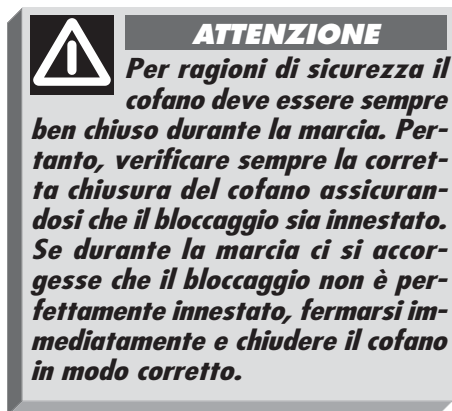 ATTENZIONE
Per ragioni di sicurezza il
cofano deve essere sempre
ben chiuso durante la marcia. Per-
tanto, verificare sempre la corret-
ta chiusura del cofano assicuran-
dosi che il bloccaggio sia innestato.
Se durante la marcia ci si accor-
gesse che il bloccaggio non è per-
fettamente innestato, fermarsi im-
mediatamente e chiudere il cofano
in modo corretto.